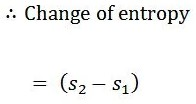 ∴ Change of entropy
= (s₂ − s₁)